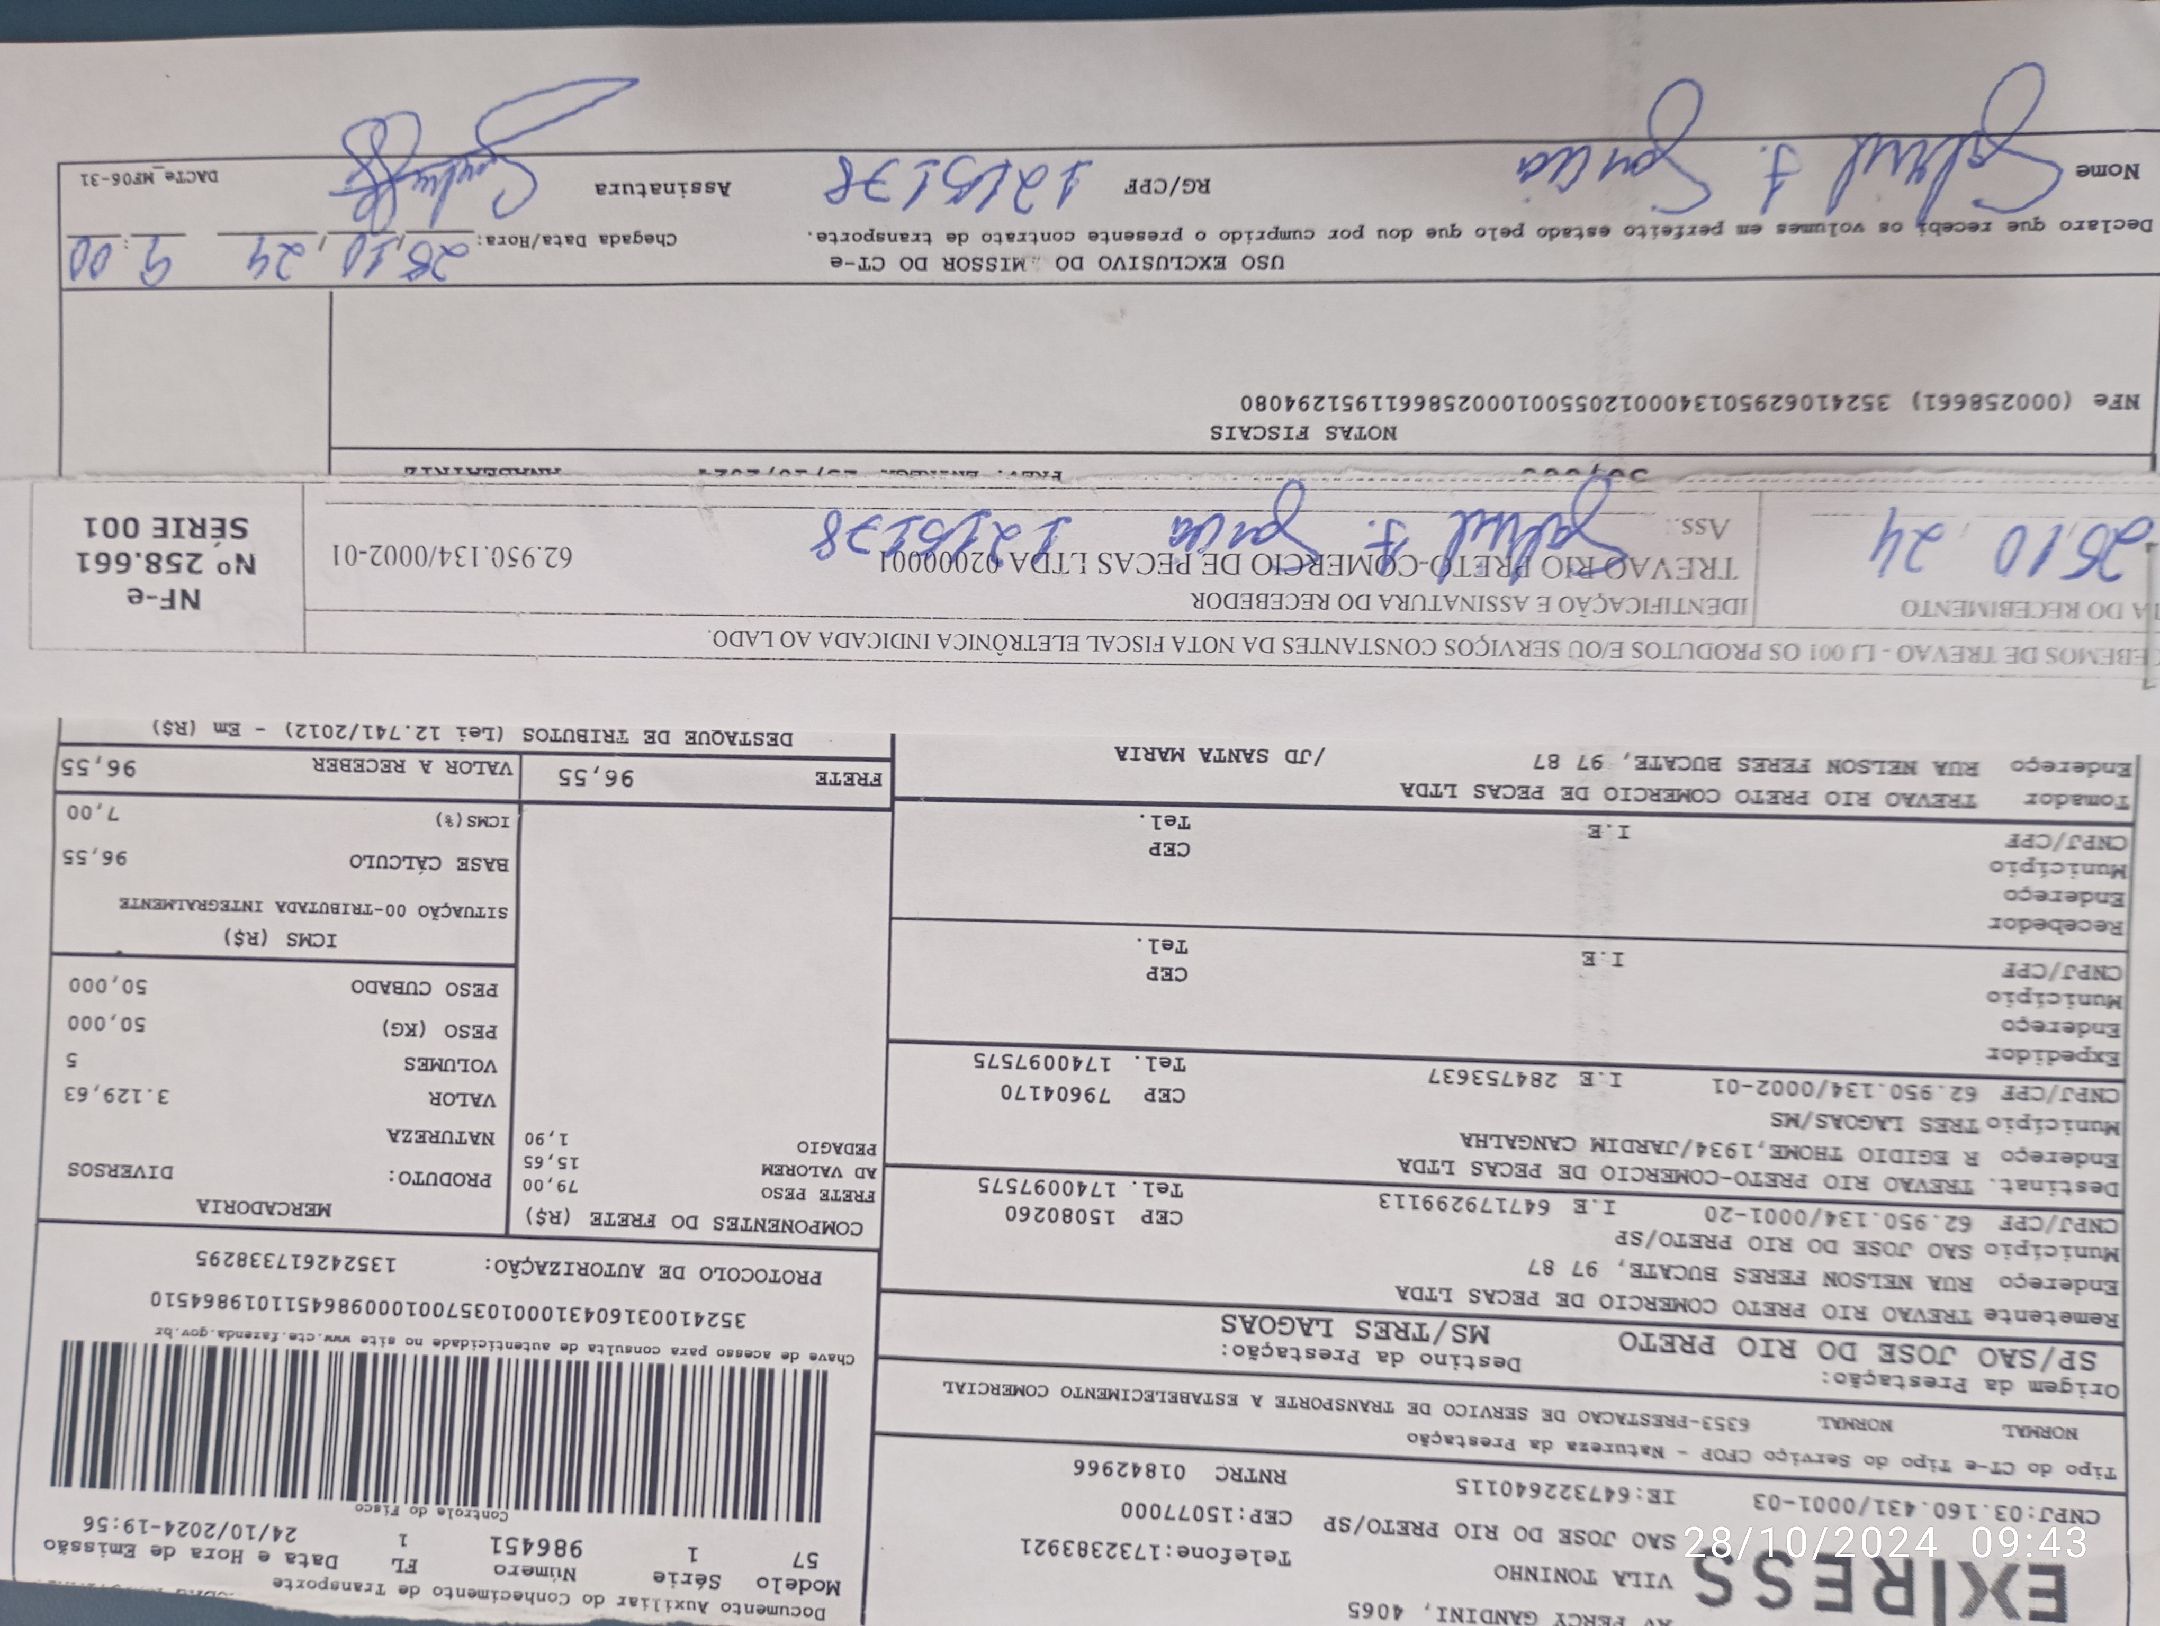 Documento Auxiliar do Conhecimento de Transporte
EXPRESS
AV PERCY GANDINI, 4065
VILA TONINHO Telefone:1732383921
SAO JOSE DO RIO PRETO/SP CEP:15077000
CNPJ:03.160.431/0001-03 IE:647322640115 RNTRC 01842966
Modelo Série Número FL Data e Hora de Emissão
57 1 986451 1 24/10/2024-19:56
Controle do Fisco
Tipo do CT-e Tipo do Serviço CFOP - Natureza da Prestação
NORMAL NORMAL 6353-PRESTACAO DE SERVICO DE TRANSPORTE A ESTABELECIMENTO COMERCIAL
Origem da Prestação: Destino da Prestação:
SP/SAO JOSE DO RIO PRETO MS/TRES LAGOAS
Chave de acesso para consulta de autenticidade no site www.cte.fazenda.gov.br
35241003160431000103570010009864511101986451​0
PROTOCOLO DE AUTORIZAÇÃO: 135242617338295
Remetente TREVAO RIO PRETO COMERCIO DE PECAS LTDA
Endereço RUA NELSON FERES BUCATE, 97 87
Município SAO JOSE DO RIO PRETO/SP CEP 15080260
CNPJ/CPF 62.950.134/0001-20 I.E 647179299113 Tel. 1740097575
Destinat. TREVAO RIO PRETO-COMERCIO DE PECAS LTDA
Endereço R EGIDIO THOME,1934/JARDIM CANGALHA
Município TRES LAGOAS/MS CEP 79604170
CNPJ/CPF 62.950.134/0002-01 I.E 284753637 Tel. 1740097575
Expedidor
Endereço
Município CEP
CNPJ/CPF I.E Tel.
Recebedor
Endereço
Município CEP
CNPJ/CPF I.E Tel.
Tomador TREVAO RIO PRETO COMERCIO DE PECAS LTDA
Endereço RUA NELSON FERES BUCATE, 97 87 /JD SANTA MARIA
COMPONENTES DO FRETE (R$)
FRETE PESO 79,00
AD VALOREM 15,65
PEDAGIO 1,90
FRETE 96,55
MERCADORIA
PRODUTO: DIVERSOS
NATUREZA
VALOR 3.129,63
VOLUMES 5
PESO (KG) 50,000
PESO CUBADO 50,000
ICMS (R$)
SITUAÇÃO 00-TRIBUTADA INTEGRALMENTE
BASE CÁLCULO 96,55
ICMS(%) 7,00
VALOR A RECEBER 96,55
DESTAQUE DE TRIBUTOS (Lei 12.741/2012) - Em (R$)
EBEMOS DE TREVAO - LJ 001 OS PRODUTOS E/OU SERVIÇOS CONSTANTES DA NOTA FISCAL ELETRÔNICA INDICADA AO LADO.
TA DO RECEBIMENTO IDENTIFICAÇÃO E ASSINATURA DO RECEBEDOR
TREVAO RIO PRETO-COMERCIO DE PECAS LTDA 02000001 62.950.134/0002-01
25,10,24 Ass.: Gabriel F. Garcia 12151378
NF-e
Nº 258.661
SÉRIE 001
NOTAS FISCAIS
NFe (000258661) 35241062950134000120550010002586611951294080
USO EXCLUSIVO DO MISSOR DO CT-e
Declaro que recebi os volumes em perfeito estado pelo que dou por cumprido o presente contrato de transporte.
Chegada Data/Hora: 25,10,24 9:00
Nome Gabriel F. Garcia RG/CPF 12151378 Assinatura
DACTe_MF06-31
28/10/2024 09:43